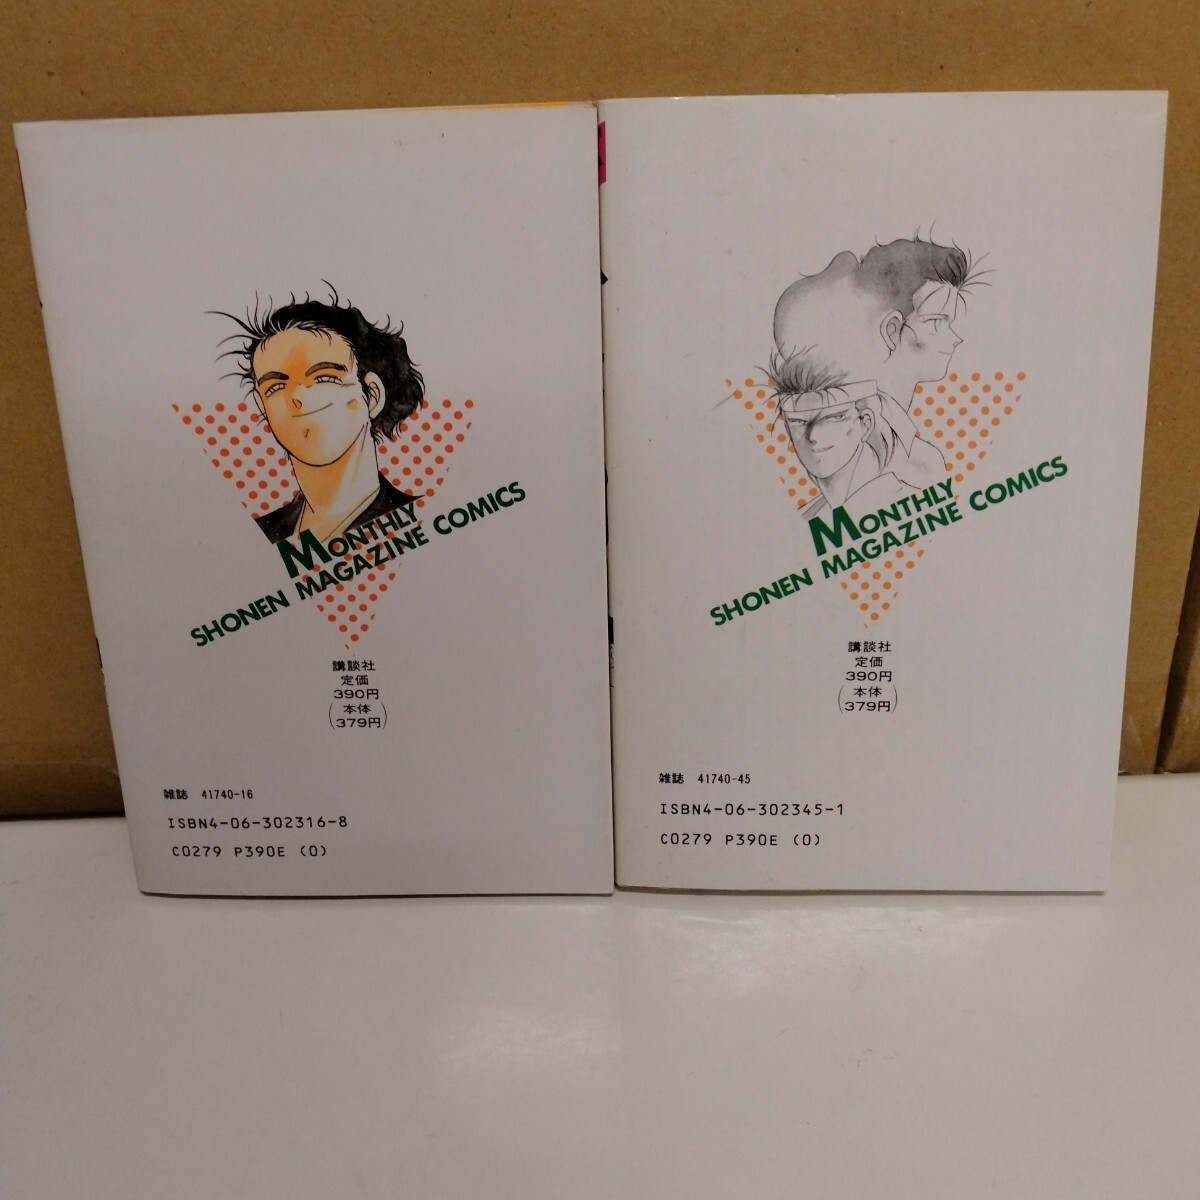 MONTHLY
SHONEN MAGAZINE COMICS
講談社
定価
390円
(本体
379円)
雑誌 41740-16
ISBN4-06-302316-8
C0279 P390E (0)
MONTHLY
SHONEN MAGAZINE COMICS
講談社
定価
390円
(本体
379円)
雑誌 41740-45
ISBN4-06-302345-1
C0279 P390E (0)